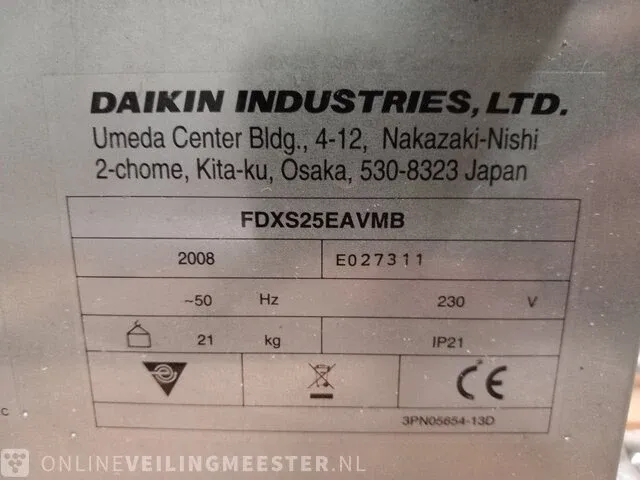 DAIKIN INDUSTRIES, LTD.
Umeda Center Bldg., 4-12, Nakazaki-Nishi
2-chome, Kita-ku, Osaka, 530-8323 Japan
FDXS25EAVMB
2008 E027311
~50 Hz 230 V
21 kg IP21
CE
3PN05654-13D
c
ONLINEVEILINGMEESTER.NL